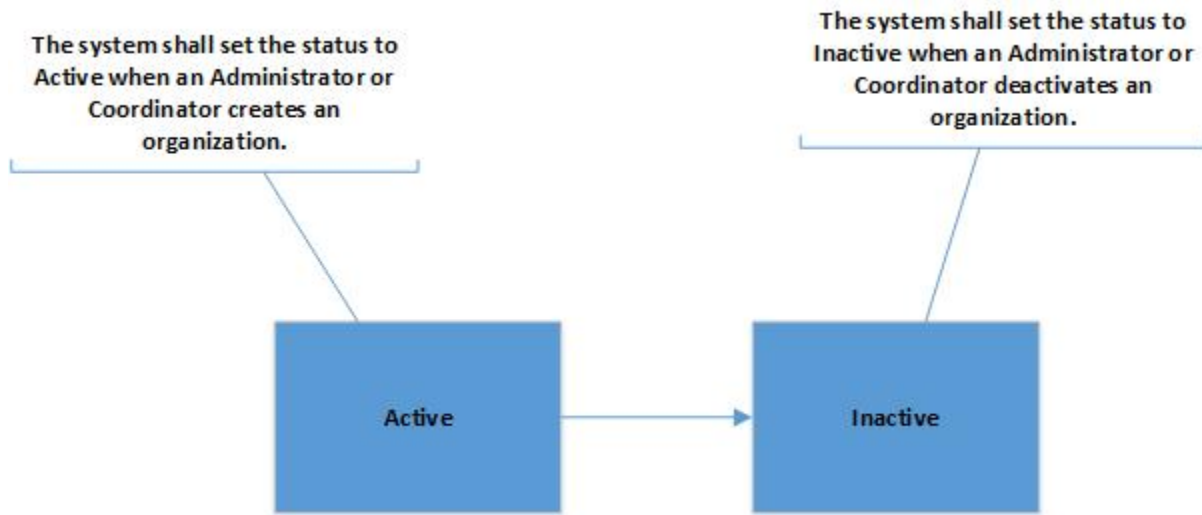 The system shall set the status to
Active when an Administrator or
Coordinator creates an
organization.
The system shall set the status to
Inactive when an Administrator or
Coordinator deactivates an
organization.
Active
Inactive